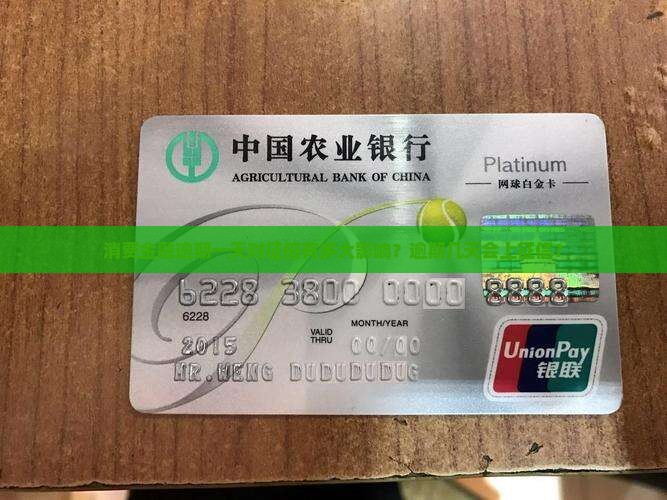 中国农业银行
AGRICULTURAL BANK OF CHINA
Platinum
网球白金卡
6228 3800 0000 8888
6228
VALID THRU
MONTH/YEAR
2015
00/00
MR.WENG DUDUDUDUG
UnionPay
银联